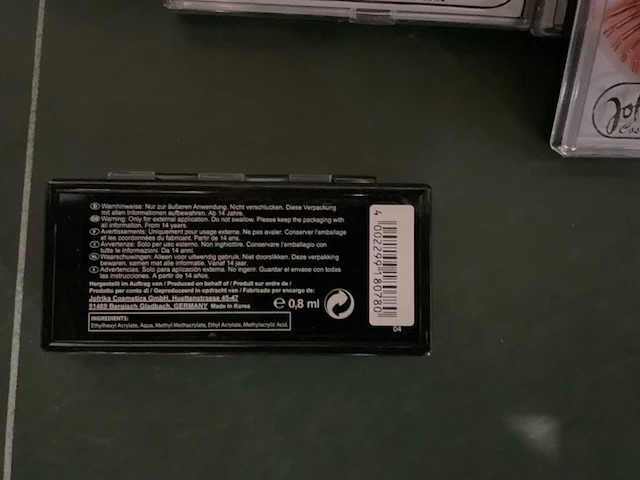 D Warnhinweise: Nur zur äußeren Anwendung. Nicht verschlucken. Diese Verpackung
mit allen Informationen aufbewahren. Ab 14 Jahre.
GB Warning: Only for external application. Do not swallow. Please keep the packaging with
all information. From 14 years.
F Avertissements: Uniquement pour usage externe. Ne pas avaler. Conserver l'emballage
et les coordonnées du fabricant. Partir de 14 ans.
I Avvertenze: Solo per uso esterno. Non inghiottire. Conservare l'emballagio con
tutte le informazioni. Da 14 anni.
NL Waarschuwingen: Alleen voor uitwendig gebruik. Niet doorslikken. Deze verpakking
bewaren, samen met alle informatie. Vanaf 14 jaar.
E Advertencias: Solo para aplicación externa. No ingerir. Guardar el envase con todas
las instrucciones. A partir de 14 años.
Hergestellt im Auftrag von / Produced on behalf of / Produit sur ordre de /
Prodotto per conto di / Geproduceerd in opdracht van / Fabricado por encargo de:
Jofrika Cosmetics GmbH, Huettenstrasse 45-47
51469 Bergisch Gladbach, GERMANY Made in Korea
e 0,8 ml
INGREDIENTS:
Ethylhexyl Acrylate, Aqua, Methyl Methacrylate, Ethyl Acrylate, Methylacrylic Acid.
4 002299 180780
04